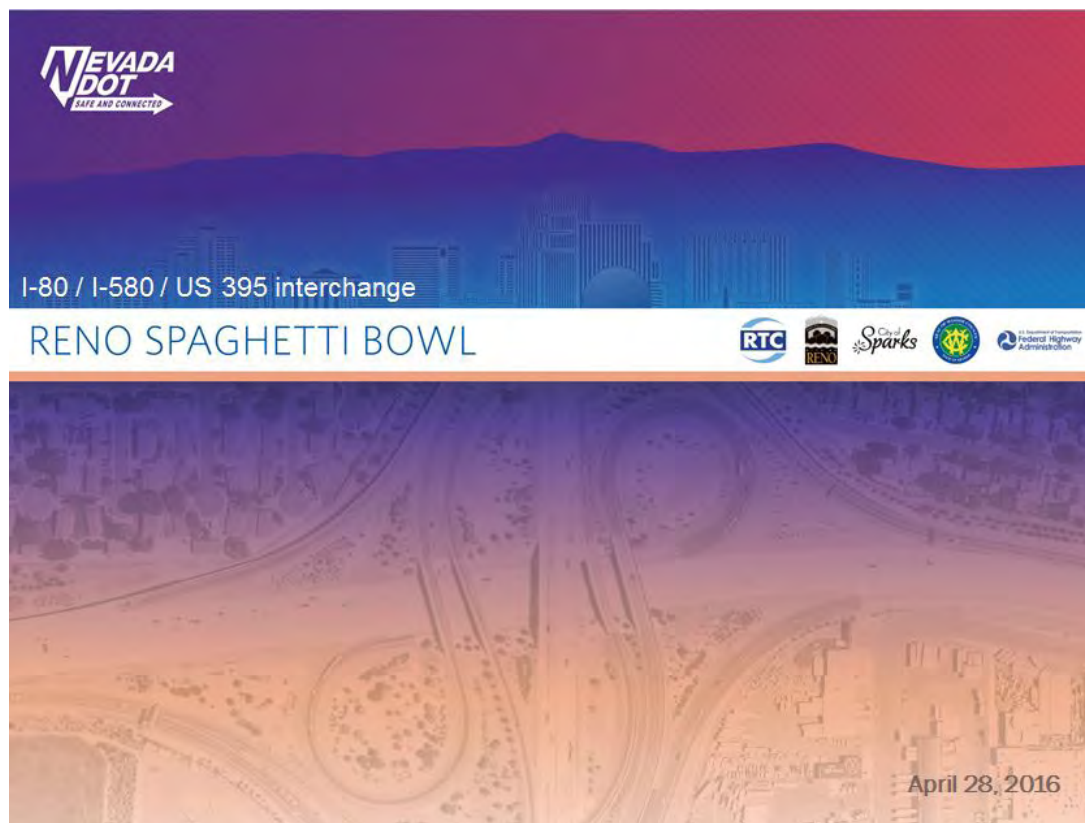 NEVADA
DOT
SAFE AND CONNECTED
I-80 / I-580 / US 395 interchange
RENO SPAGHETTI BOWL
RTC
RENO
City of
Sparks
U.S. Department of Transportation
Federal Highway
Administration
April 28, 2016